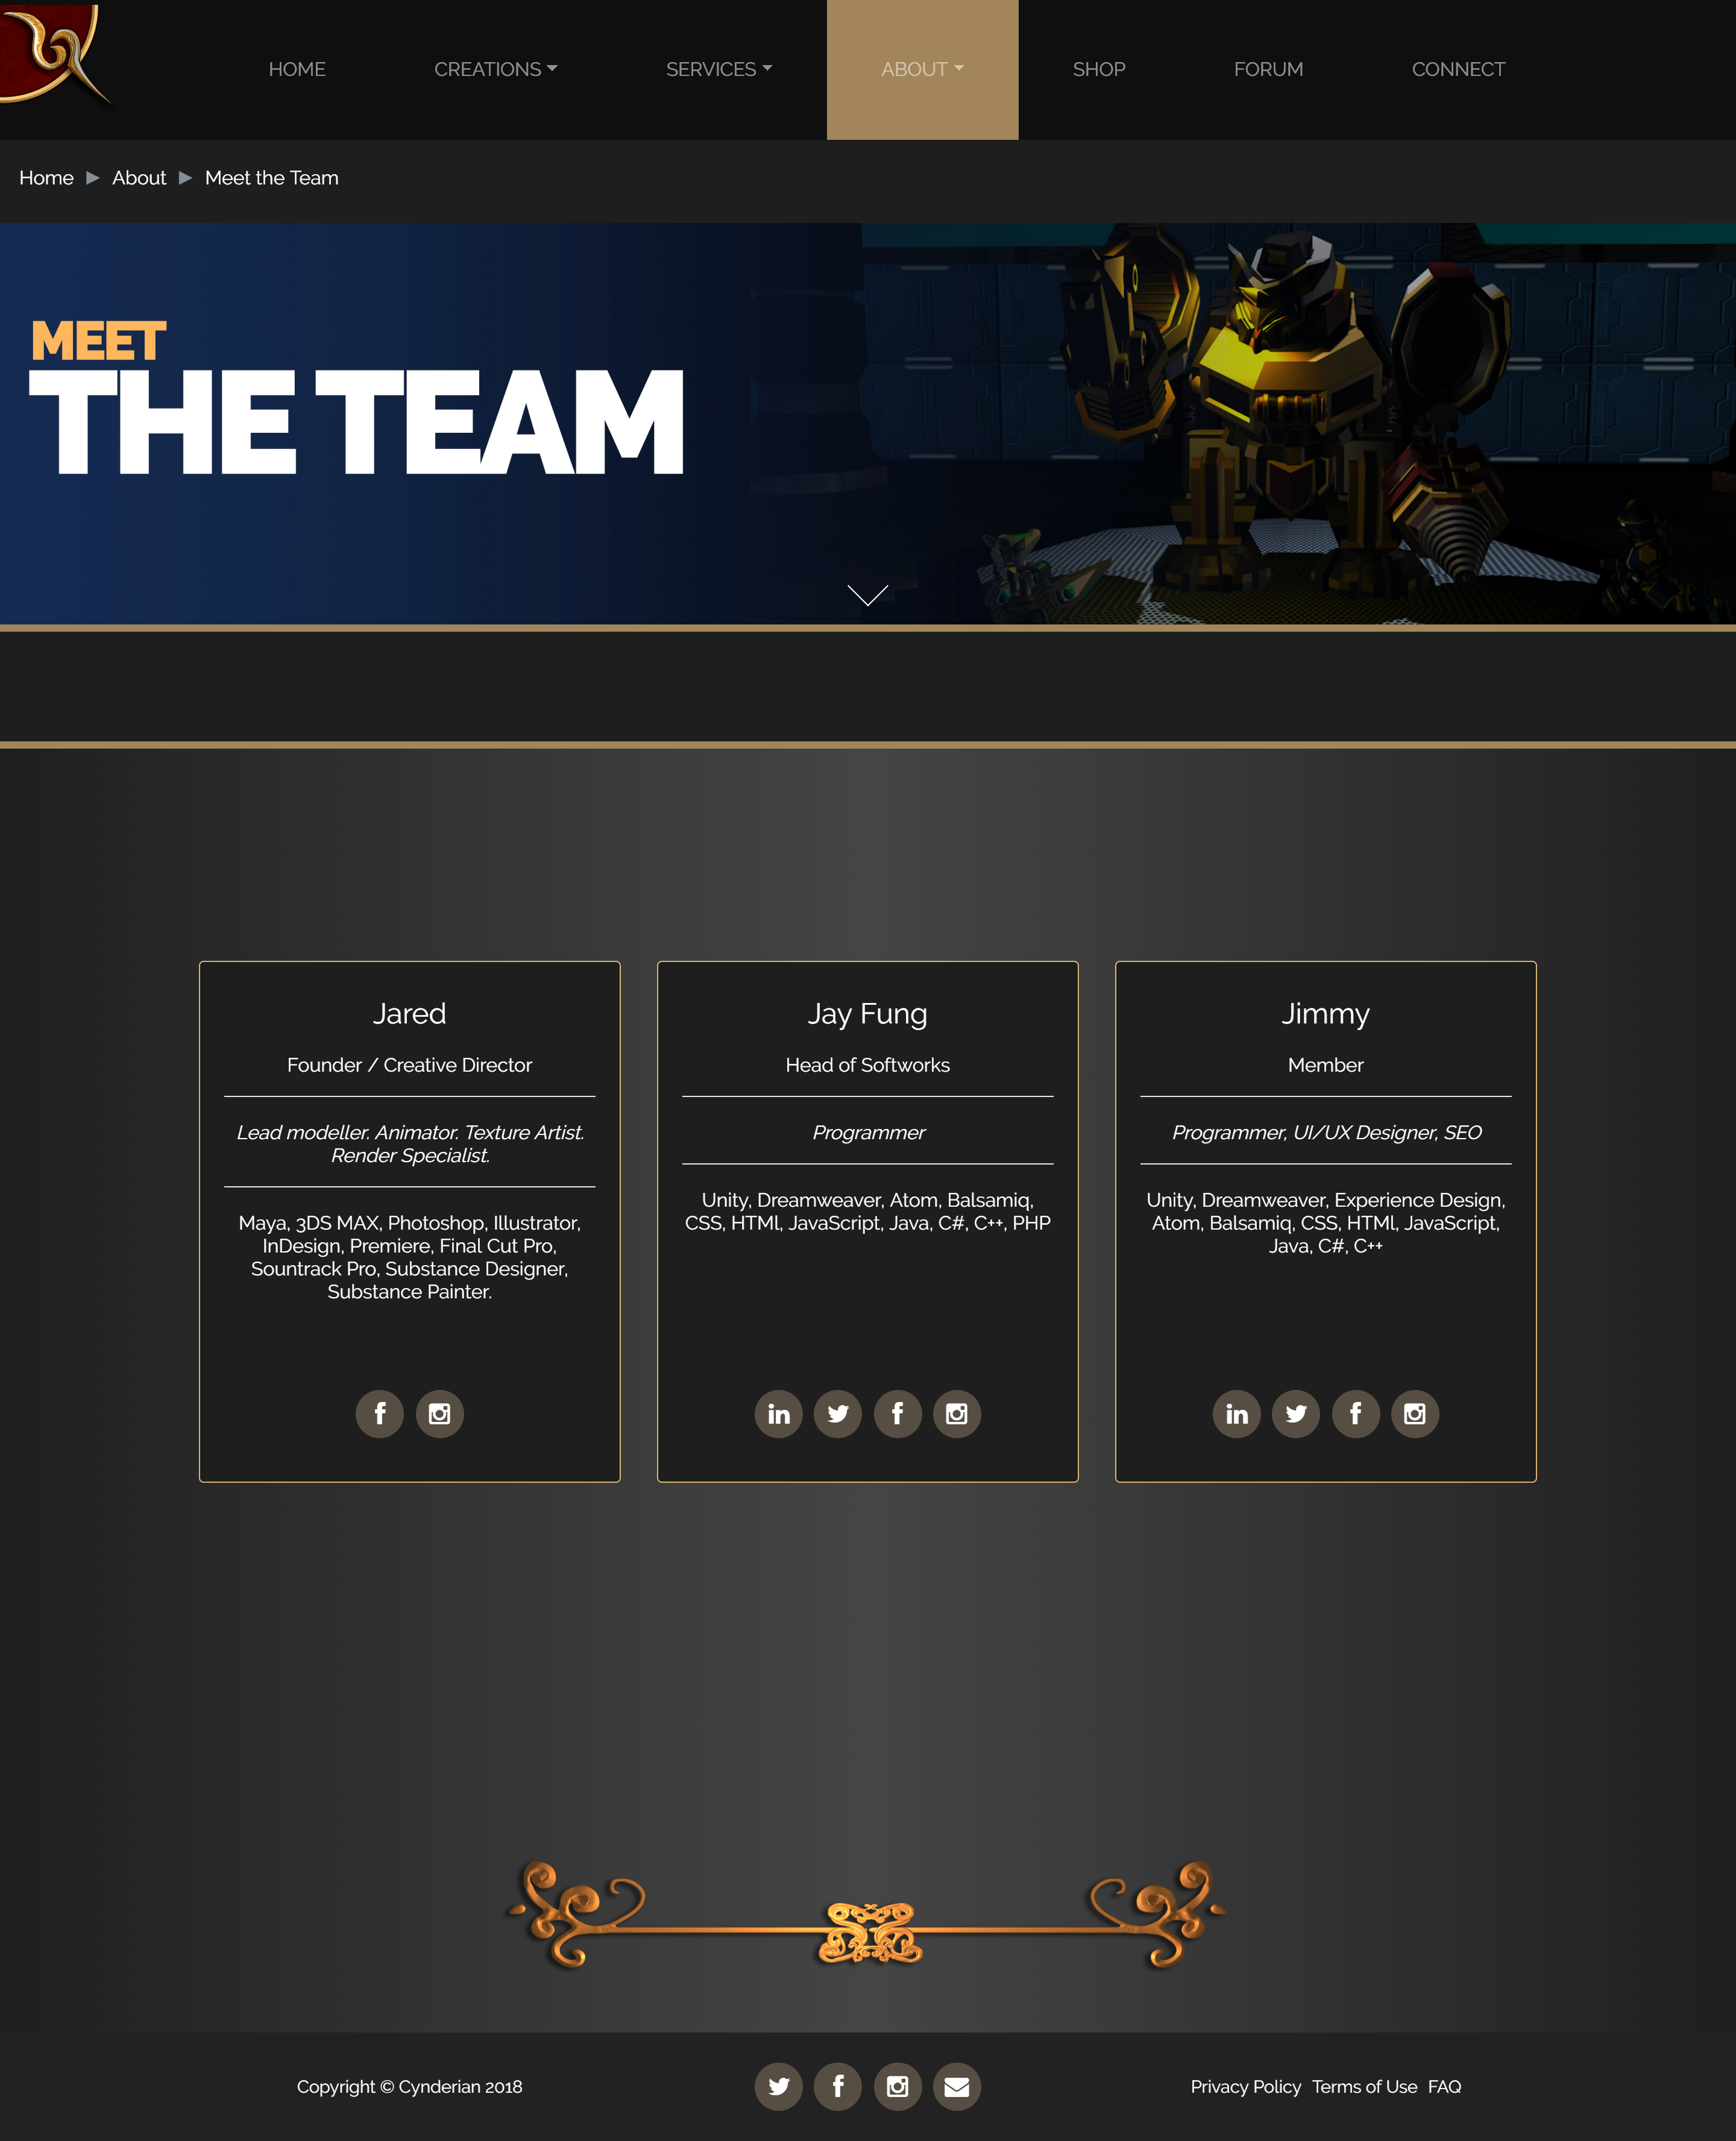 HOME CREATIONS SERVICES ABOUT SHOP FORUM CONNECT
Home ► About ► Meet the Team
MEET
THE TEAM
Jared
Founder / Creative Director
Lead modeller. Animator. Texture Artist.
Render Specialist.
Maya, 3DS MAX, Photoshop, Illustrator,
InDesign, Premiere, Final Cut Pro,
Sountrack Pro, Substance Designer,
Substance Painter.
Jay Fung
Head of Softworks
Programmer
Unity, Dreamweaver, Atom, Balsamiq,
CSS, HTMl, JavaScript, Java, C#, C++, PHP
Jimmy
Member
Programmer, UI/UX Designer, SEO
Unity, Dreamweaver, Experience Design,
Atom, Balsamiq, CSS, HTMl, JavaScript,
Java, C#, C++
Copyright © Cynderian 2018
Privacy Policy Terms of Use FAQ